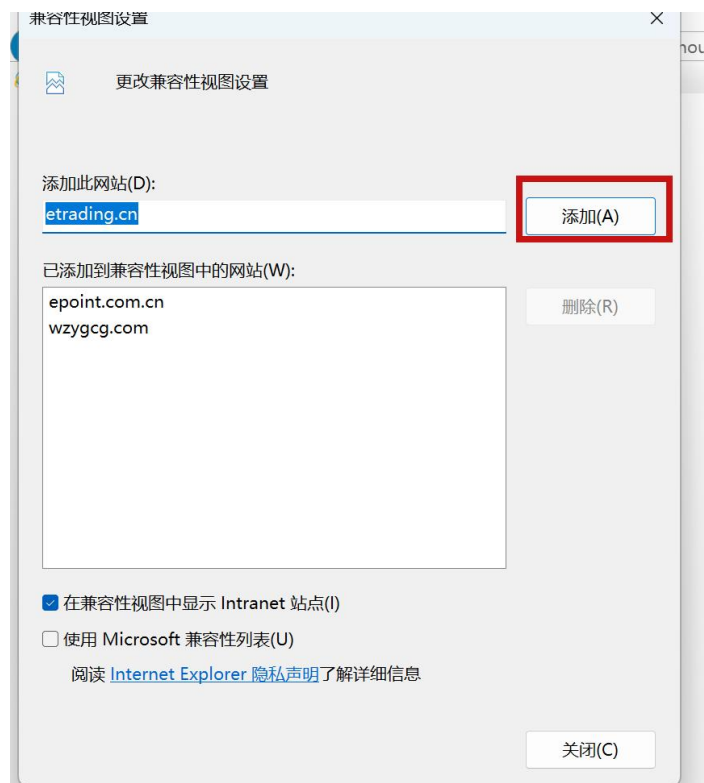 兼容性视图设置
更改兼容性视图设置
添加此网站(D):
etrading.cn
添加(A)
已添加到兼容性视图中的网站(W):
epoint.com.cn
wzygcg.com
删除(R)
在兼容性视图中显示 Intranet 站点(I)
使用 Microsoft 兼容性列表(U)
阅读 Internet Explorer 隐私声明了解详细信息
关闭(C)